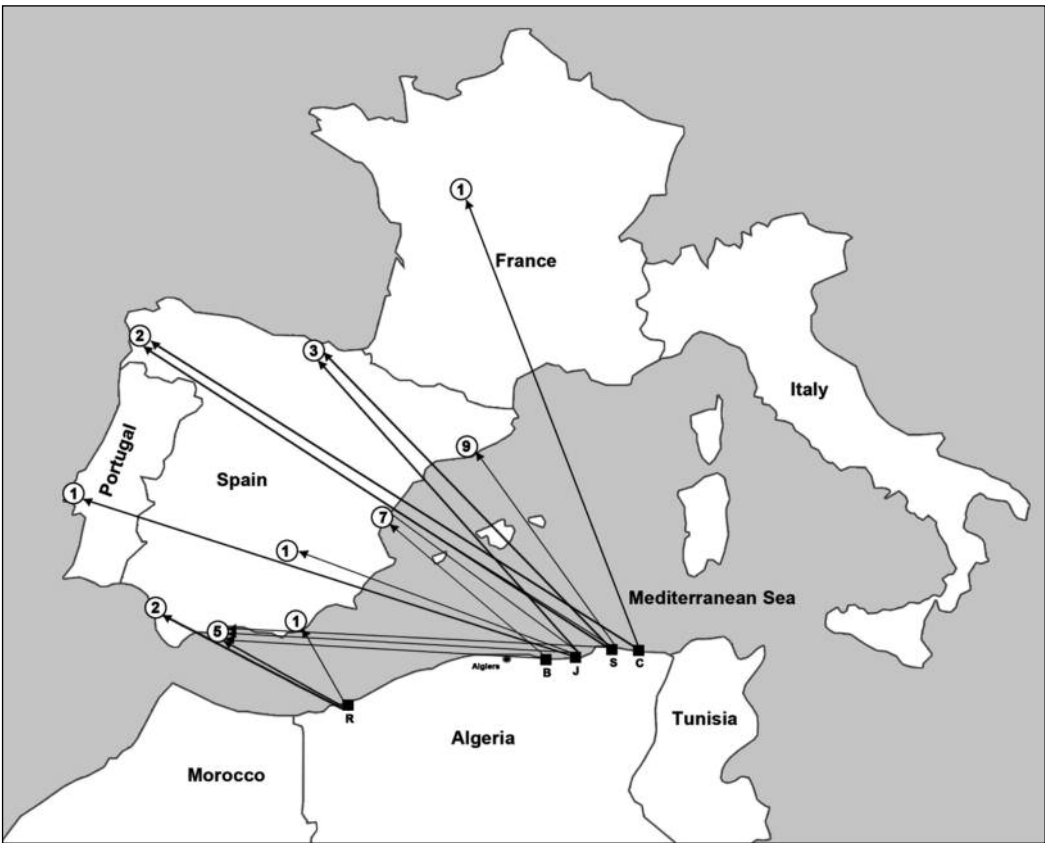 1
France
2
3
Italy
9
Portugal
Spain
1
7
1
Mediterranean Sea
2
1
5
Algiers
B
J
S
C
R
Tunisia
Algeria
Morocco